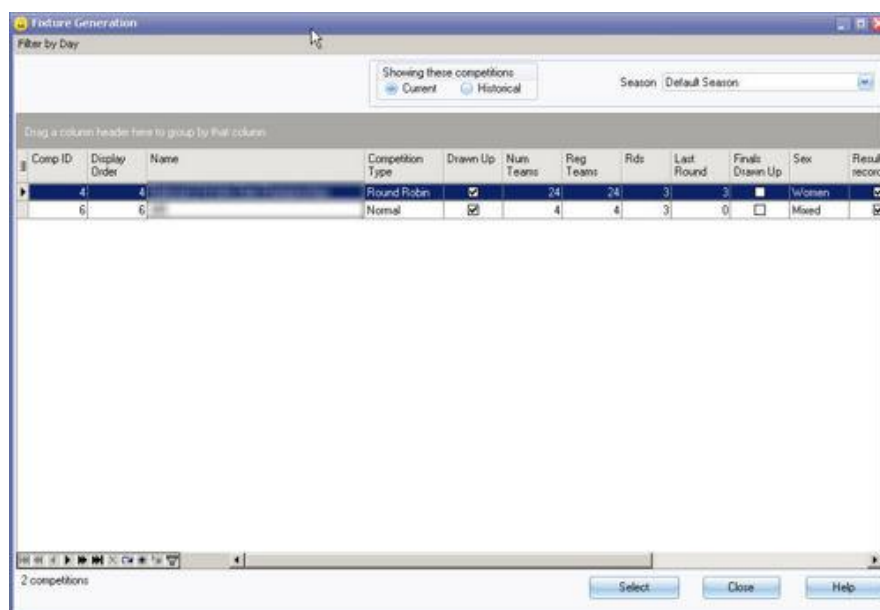 Fixture Generation
Filter by Day
Showing these competitions
Current Historical
Season Default Season
Drag a column header here to group by that column
Comp ID Display Order Name Competition Type Drawn Up Num Teams Reg Teams Rds Last Round Finals Drawn Up Sex
4 4 Round Robin 24 24 3 3 Women
6 6 Normal 4 4 3 0 Mixed
2 competitions
Select Close Help